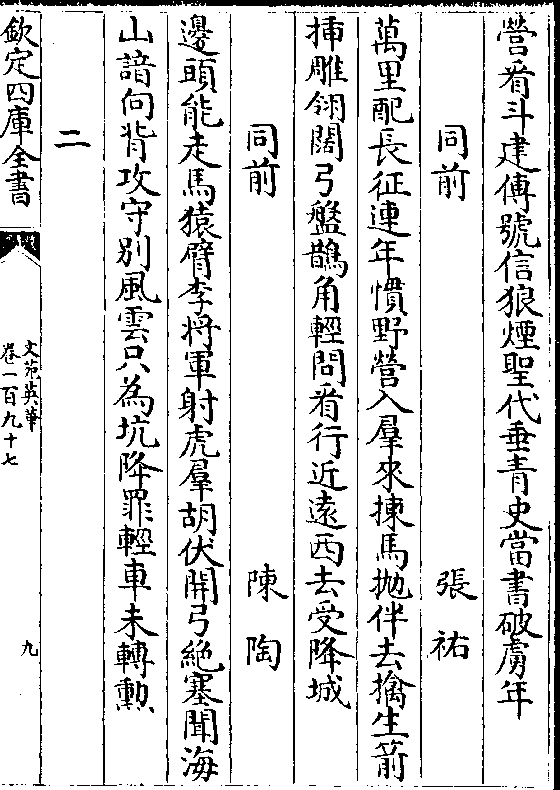 營看斗建傳號信狼煙聖代垂青史當書破虜年
同前 張祐
萬里配長征連年慣野營入羣來揀馬拋伴去擒生箭
揷雕翎闊弓盤鵲角輕問看行近遠西去受降城
同前 陳陶
邊頭能走馬猿臂李將軍射虎羣胡伏開弓絶塞聞海
山諳向背攻守别風雲只為坑降罪輕車未轉勲
二
欽定四庫全書
文苑英華
卷一百九十七
九